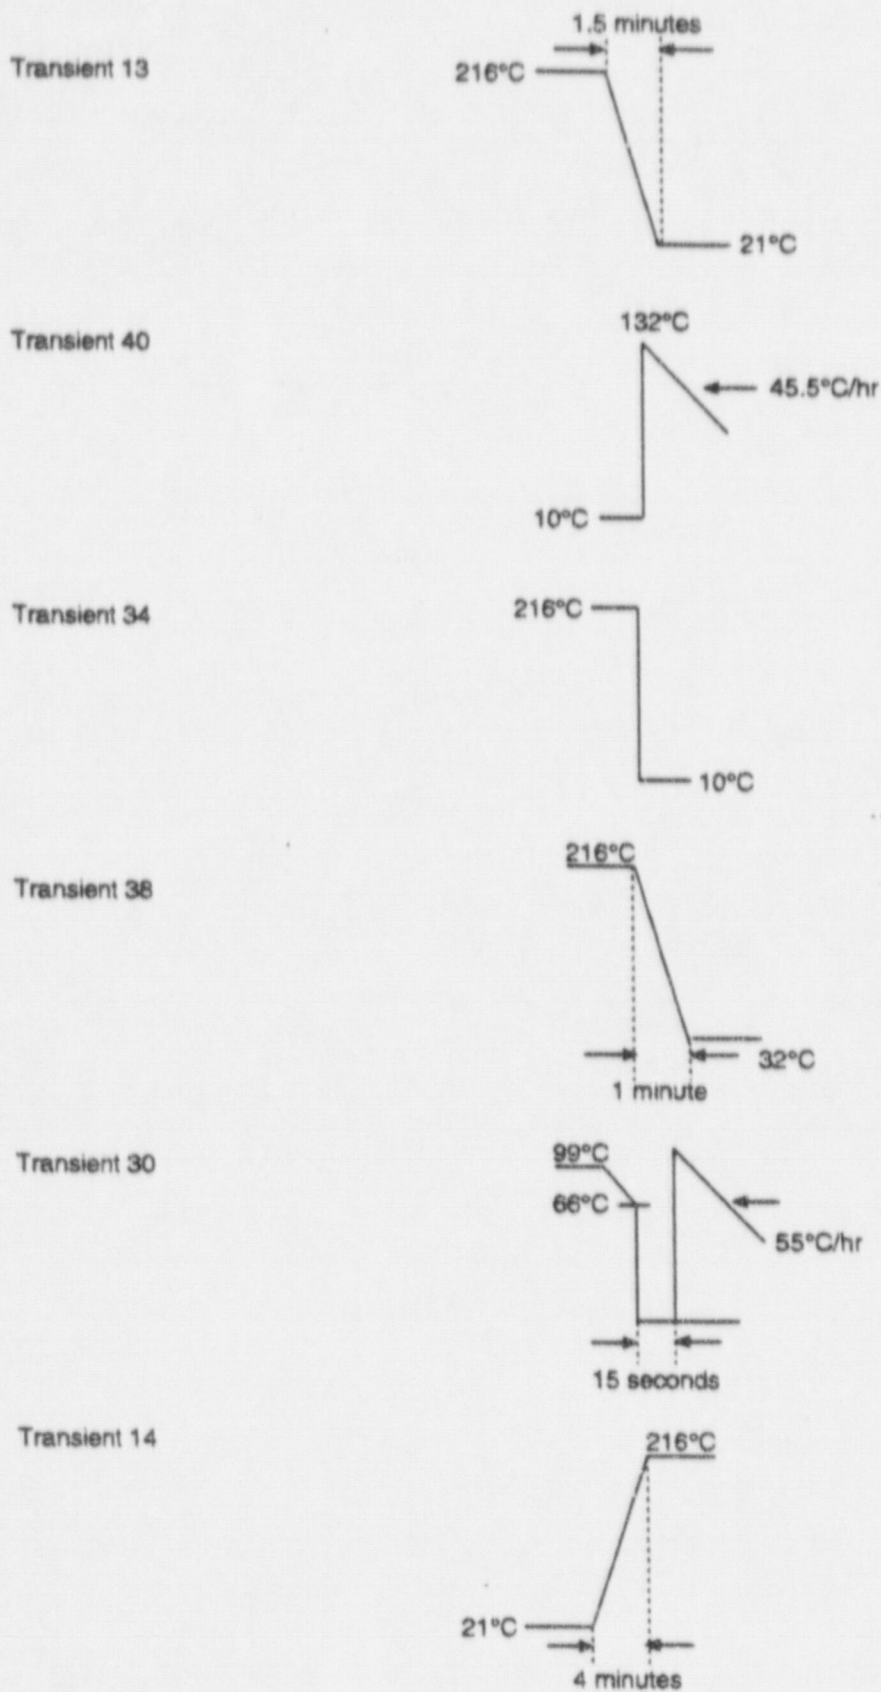 1.5 minutes
Transient 13
216°C
21°C
132°C
Transient 40
45.5°C/hr
10°C
Transient 34
216°C
10°C
216°C
Transient 38
32°C
1 minute
Transient 30
99°C
66°C
55°C/hr
15 seconds
Transient 14
216°C
21°C
4 minutes